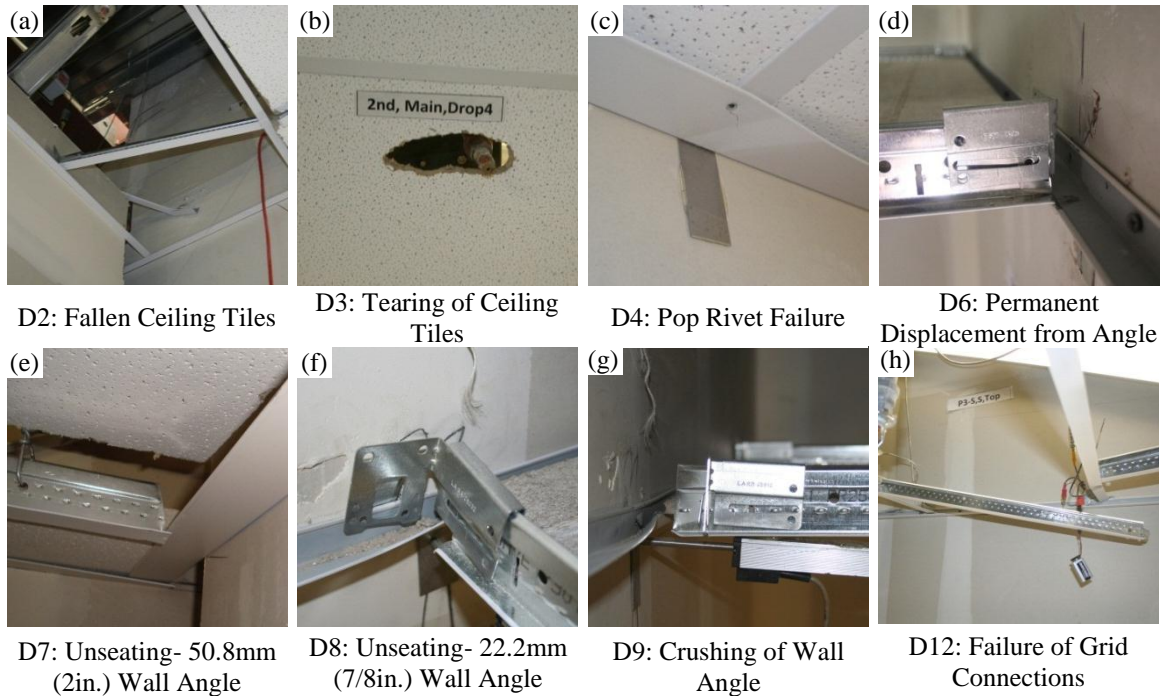 (a)
(b)
(c)
(d)
2nd, Main,Drop4
D2: Fallen Ceiling Tiles
D3: Tearing of Ceiling
Tiles
D4: Pop Rivet Failure
D6: Permanent
Displacement from Angle
(e)
(f)
(g)
(h)
P3-S,S,Top
D7: Unseating- 50.8mm
(2in.) Wall Angle
D8: Unseating- 22.2mm
(7/8in.) Wall Angle
D9: Crushing of Wall
Angle
D12: Failure of Grid
Connections